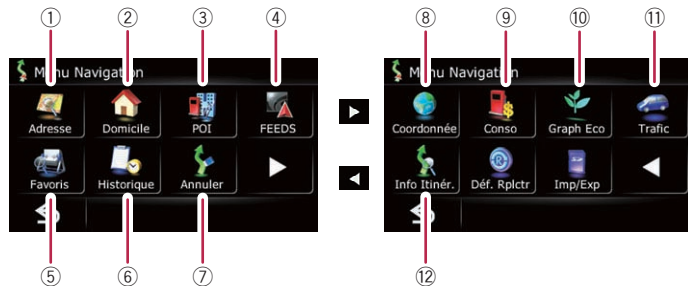 ① ② ③ ④ ⑧ ⑨ ⑩ ⑪
Menu Navigation
Adresse Domicile POI FEEDS
Favoris Historique Annuler
⑤ ⑥ ⑦
Menu Navigation
Coordonnée Conso Graph Eco Trafic
Info Itinér. Déf. Rplctr Imp/Exp
⑫